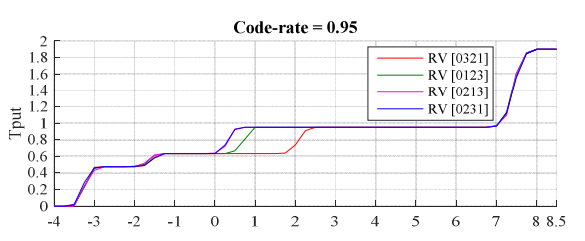 Code-rate = 0.95
Tput
2
1.8
1.6
1.4
1.2
1
0.8
0.6
0.4
0.2
0
RV [0321]
RV [0123]
RV [0213]
RV [0231]
-4 -3 -2 -1 0 1 2 3 4 5 6 7 8 8.5